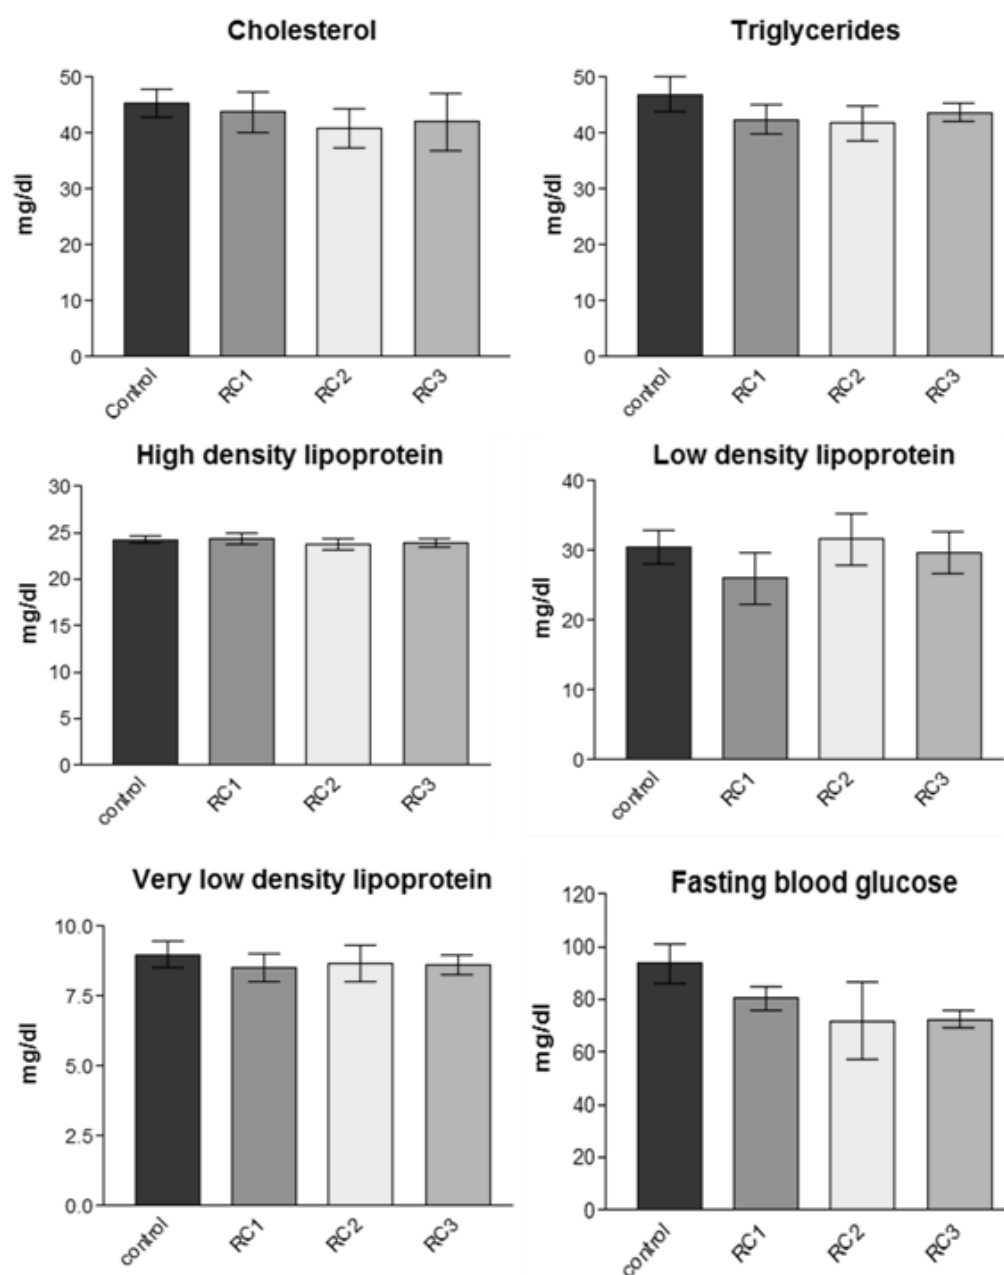 Cholesterol
mg/dl
50
40
30
20
10
0
Control
RC1
RC2
RC3
Triglycerides
mg/dl
50
40
30
20
10
0
control
RC1
RC2
RC3
High density lipoprotein
mg/dl
30
25
20
15
10
5
0
control
RC1
RC2
RC3
Low density lipoprotein
mg/dl
40
30
20
10
0
control
RC1
RC2
RC3
Very low density lipoprotein
mg/dl
10.0
7.5
5.0
2.5
0.0
control
RC1
RC2
RC3
Fasting blood glucose
mg/dl
120
100
80
60
40
20
0
control
RC1
RC2
RC3